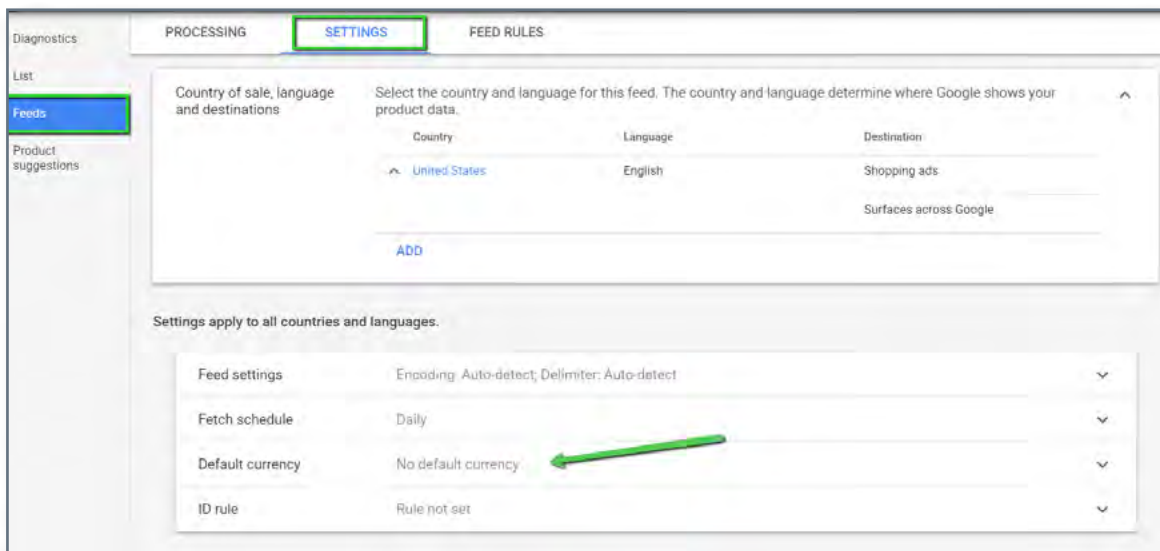 PROCESSING
SETTINGS
FEED RULES
Diagnostics
List
Feeds
Product
suggestions
Country of sale, language
and destinations
Select the country and language for this feed. The country and language determine where Google shows your
product data.
Country
Language
Destination
United States
English
Shopping ads
Surfaces across Google
ADD
Settings apply to all countries and languages.
Feed settings
Encoding: Auto-detect; Delimiter: Auto-detect
Fetch schedule
Daily
Default currency
No default currency
ID rule
Rule not set